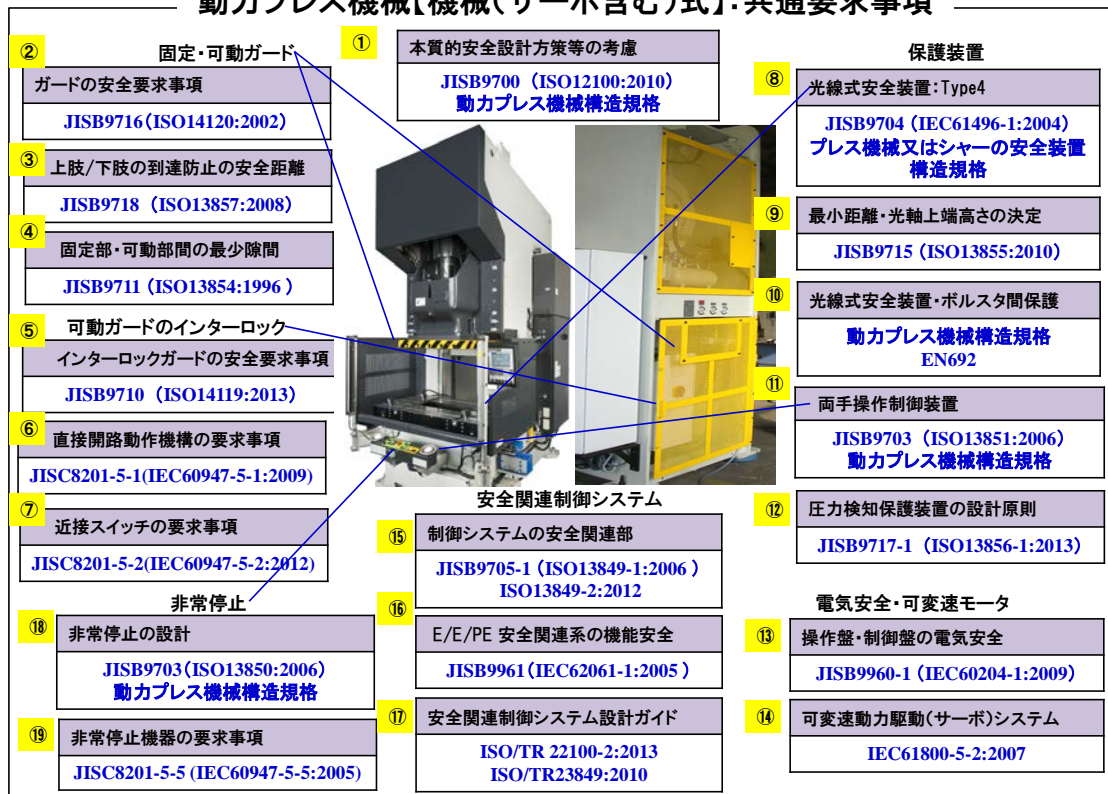 動力プレス機械【機械(サーボ含む)式】:共通要求事項
①
本質的安全設計方策等の考慮
JISB9700 (ISO12100:2010)
動力プレス機械構造規格
固定・可動ガード
②
ガードの安全要求事項
JISB9716(ISO14120:2002)
③
上肢/下肢の到達防止の安全距離
JISB9718 (ISO13857:2008)
④
固定部・可動部間の最少隙間
JISB9711 (ISO13854:1996 )
可動ガードのインターロック
⑤
インターロックガードの安全要求事項
JISB9710 (ISO14119:2013)
⑥
直接開路動作機構の要求事項
JISC8201-5-1(IEC60947-5-1:2009)
⑦
近接スイッチの要求事項
JISC8201-5-2(IEC60947-5-2:2012)
保護装置
⑧
光線式安全装置:Type4
JISB9704 (IEC61496-1:2004)
プレス機械又はシャーの安全装置
構造規格
⑨
最小距離・光軸上端高さの決定
JISB9715 (ISO13855:2010)
⑩
光線式安全装置・ボルスタ間保護
動力プレス機械構造規格
EN692
⑪
両手操作制御装置
JISB9703 (ISO13851:2006)
動力プレス機械構造規格
⑫
圧力検知保護装置の設計原則
JISB9717-1 (ISO13856-1:2013)
電気安全・可変速モータ
⑬
操作盤・制御盤の電気安全
JISB9960-1 (IEC60204-1:2009)
⑭
可変速動力駆動(サーボ)システム
IEC61800-5-2:2007
安全関連制御システム
⑮
制御システムの安全関連部
JISB9705-1 (ISO13849-1:2006 )
ISO13849-2:2012
⑯
E/E/PE 安全関連系の機能安全
JISB9961(IEC62061-1:2005 )
⑰
安全関連制御システム設計ガイド
ISO/TR 22100-2:2013
ISO/TR23849:2010
非常停止
⑱
非常停止の設計
JISB9703(ISO13850:2006)
動力プレス機械構造規格
⑲
非常停止機器の要求事項
JISC8201-5-5 (IEC60947-5-5:2005)